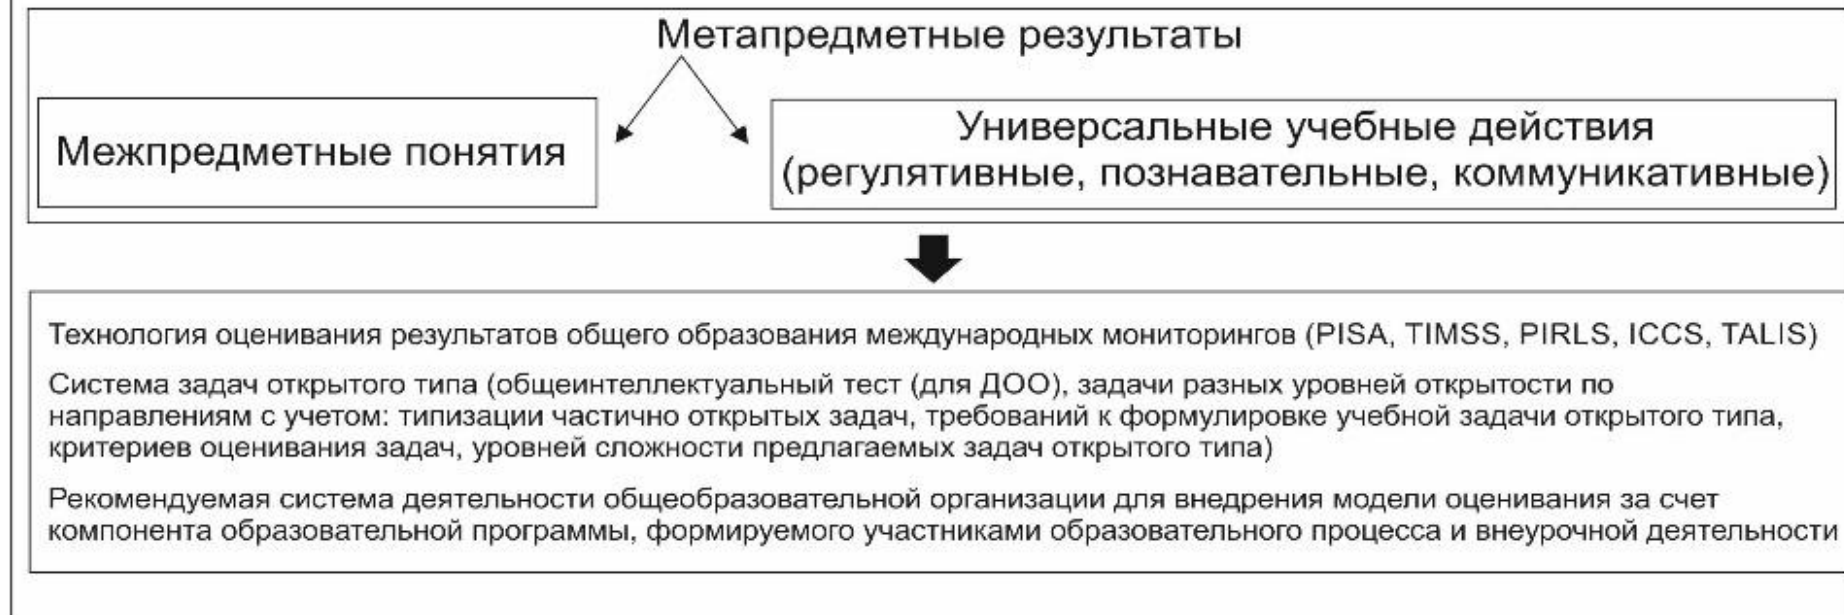 Метапредметные результаты
Межпредметные понятия
Универсальные учебные действия
(регулятивные, познавательные, коммуникативные)
Технология оценивания результатов общего образования международных мониторингов (PISA, TIMSS, PIRLS, ICCS, TALIS)
Система задач открытого типа (общеинтеллектуальный тест (для ДОО), задачи разных уровней открытости по
направлениям с учетом: типизации частично открытых задач, требований к формулировке учебной задачи открытого типа,
критериев оценивания задач, уровней сложности предлагаемых задач открытого типа)
Рекомендуемая система деятельности общеобразовательной организации для внедрения модели оценивания за счет
компонента образовательной программы, формируемого участниками образовательного процесса и внеурочной деятельности